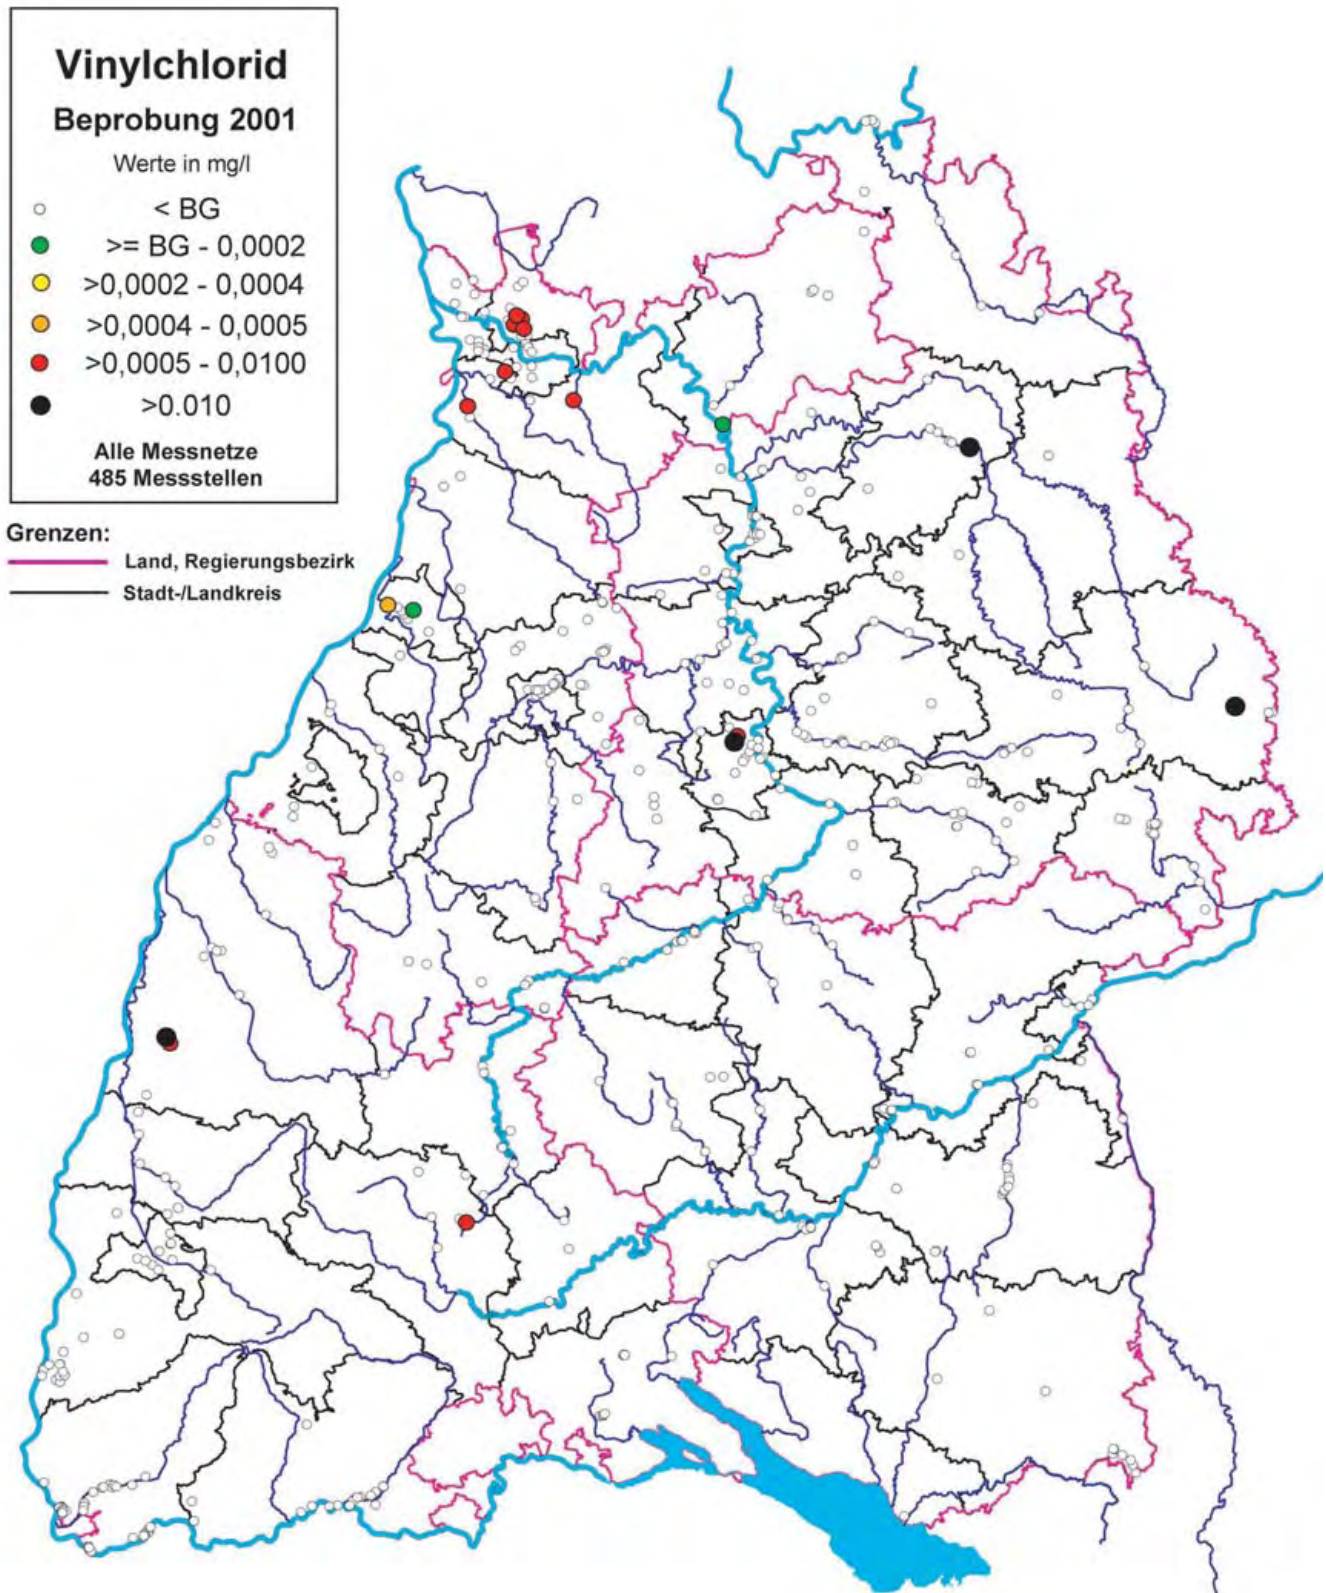 Vinylchlorid
Beprobung 2001
Werte in mg/l
< BG
>= BG - 0,0002
>0,0002 - 0,0004
>0,0004 - 0,0005
>0,0005 - 0,0100
>0.010
Alle Messnetze
485 Messstellen
Grenzen:
Land, Regierungsbezirk
Stadt-/Landkreis